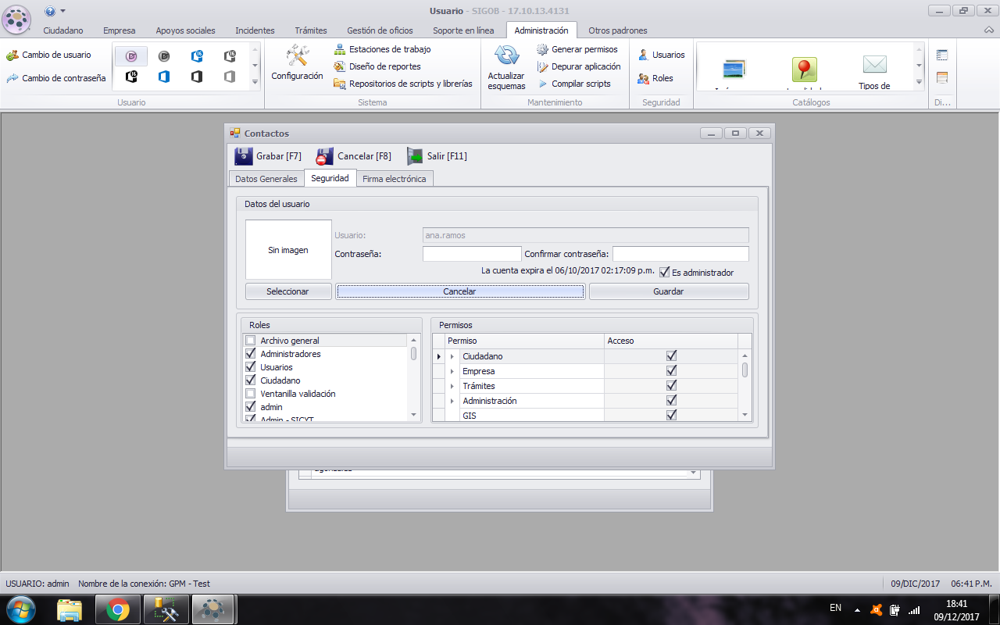 Usuario - SIGOB - 17.10.13.4131
Ciudadano Empresa Apoyos sociales Incidentes Trámites Gestión de oficios Soporte en línea Administración Otros padrones
Cambio de usuario
Cambio de contraseña
Usuario
Configuración
Estaciones de trabajo
Diseño de reportes
Repositorios de scripts y librerías
Sistema
Actualizar
esquemas
Generar permisos
Depurar aplicación
Compilar scripts
Mantenimiento
Usuarios
Roles
Seguridad
Tipos de
Catálogos
Di...
Contactos
Grabar [F7] Cancelar [F8] Salir [F11]
Datos Generales Seguridad Firma electrónica
Datos del usuario
Sin imagen
Usuario: ana.ramos
Contraseña: Confirmar contraseña:
La cuenta expira el 06/10/2017 02:17:09 p.m. Es administrador
Seleccionar Cancelar Guardar
Roles
Archivo general
Administradores
Usuarios
Ciudadano
Ventanilla validación
admin
Admin - SICYT
Permisos
Permiso Acceso
Ciudadano
Empresa
Trámites
Administración
GIS
USUARIO: admin Nombre de la conexión: GPM - Test 09/DIC/2017 06:41 P.M.
EN 18:41
09/12/2017